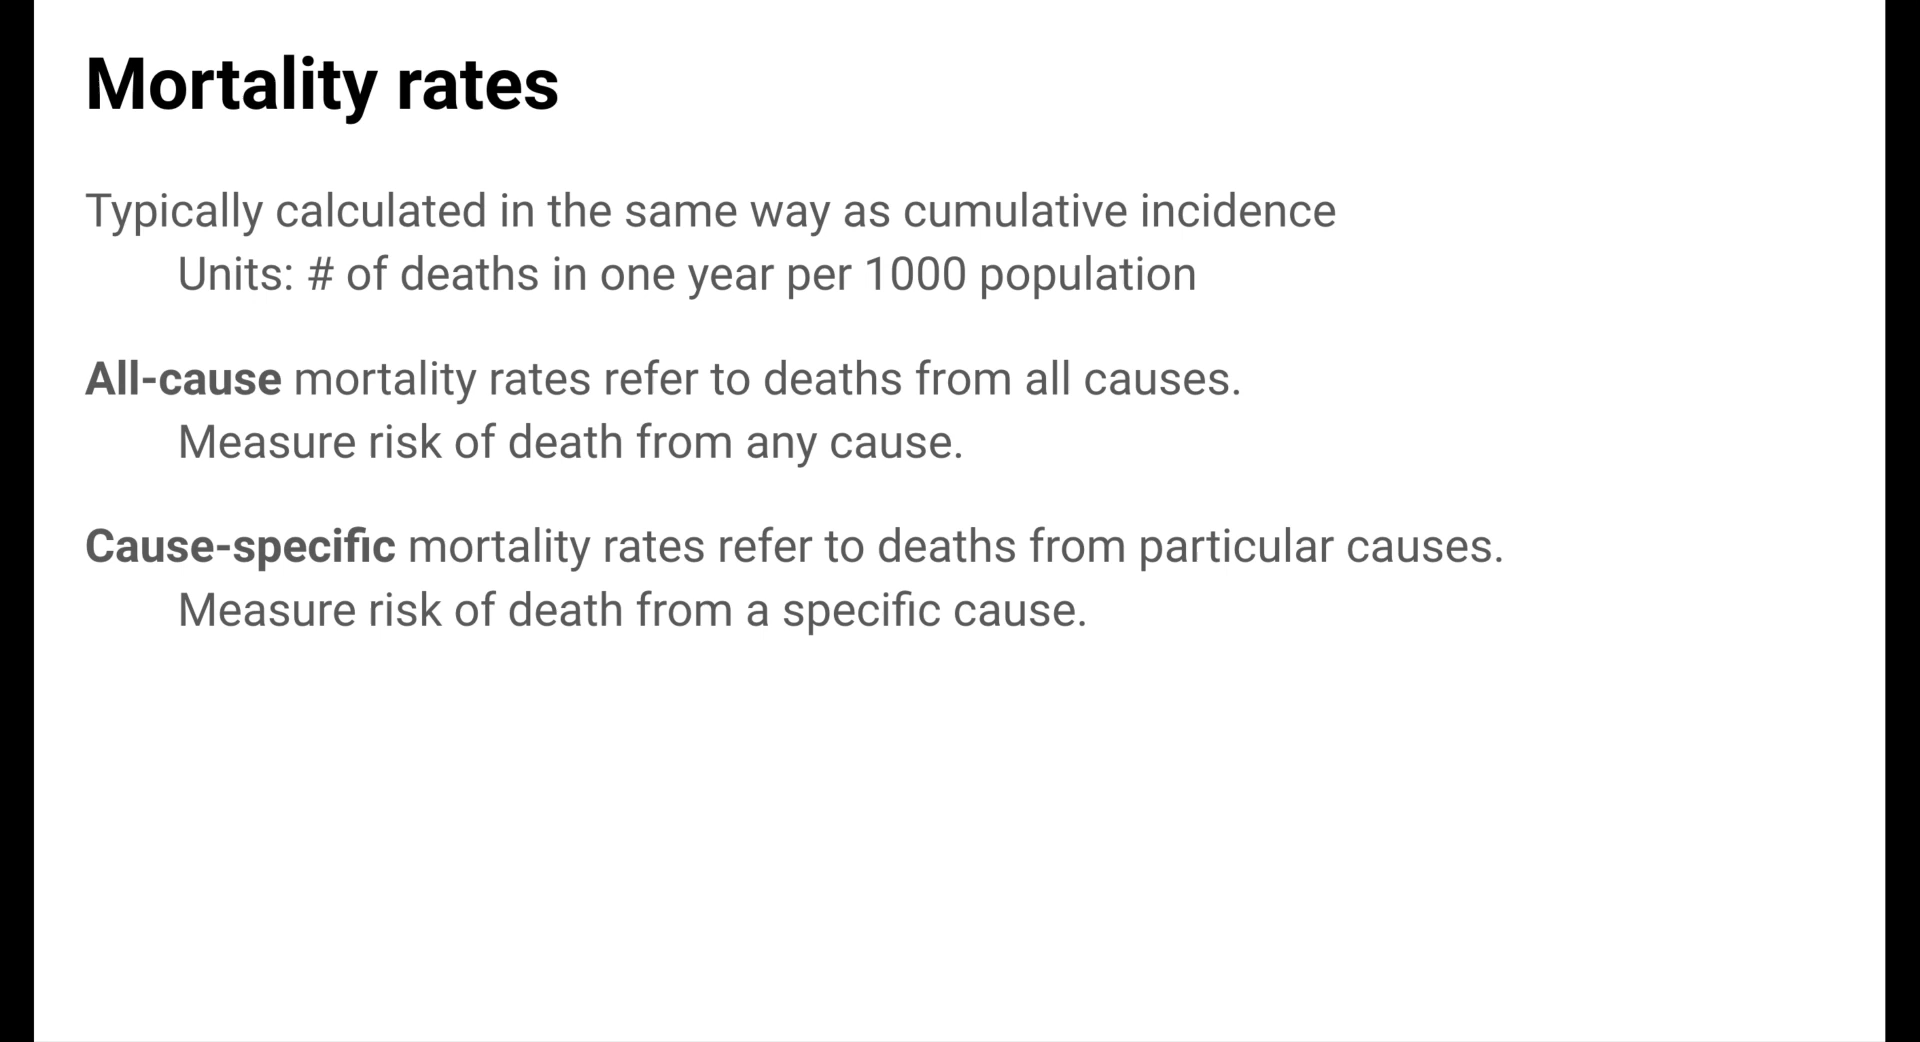 Mortality rates
Typically calculated in the same way as cumulative incidence
Units: # of deaths in one year per 1000 population
All-cause mortality rates refer to deaths from all causes.
Measure risk of death from any cause.
Cause-specific mortality rates refer to deaths from particular causes.
Measure risk of death from a specific cause.